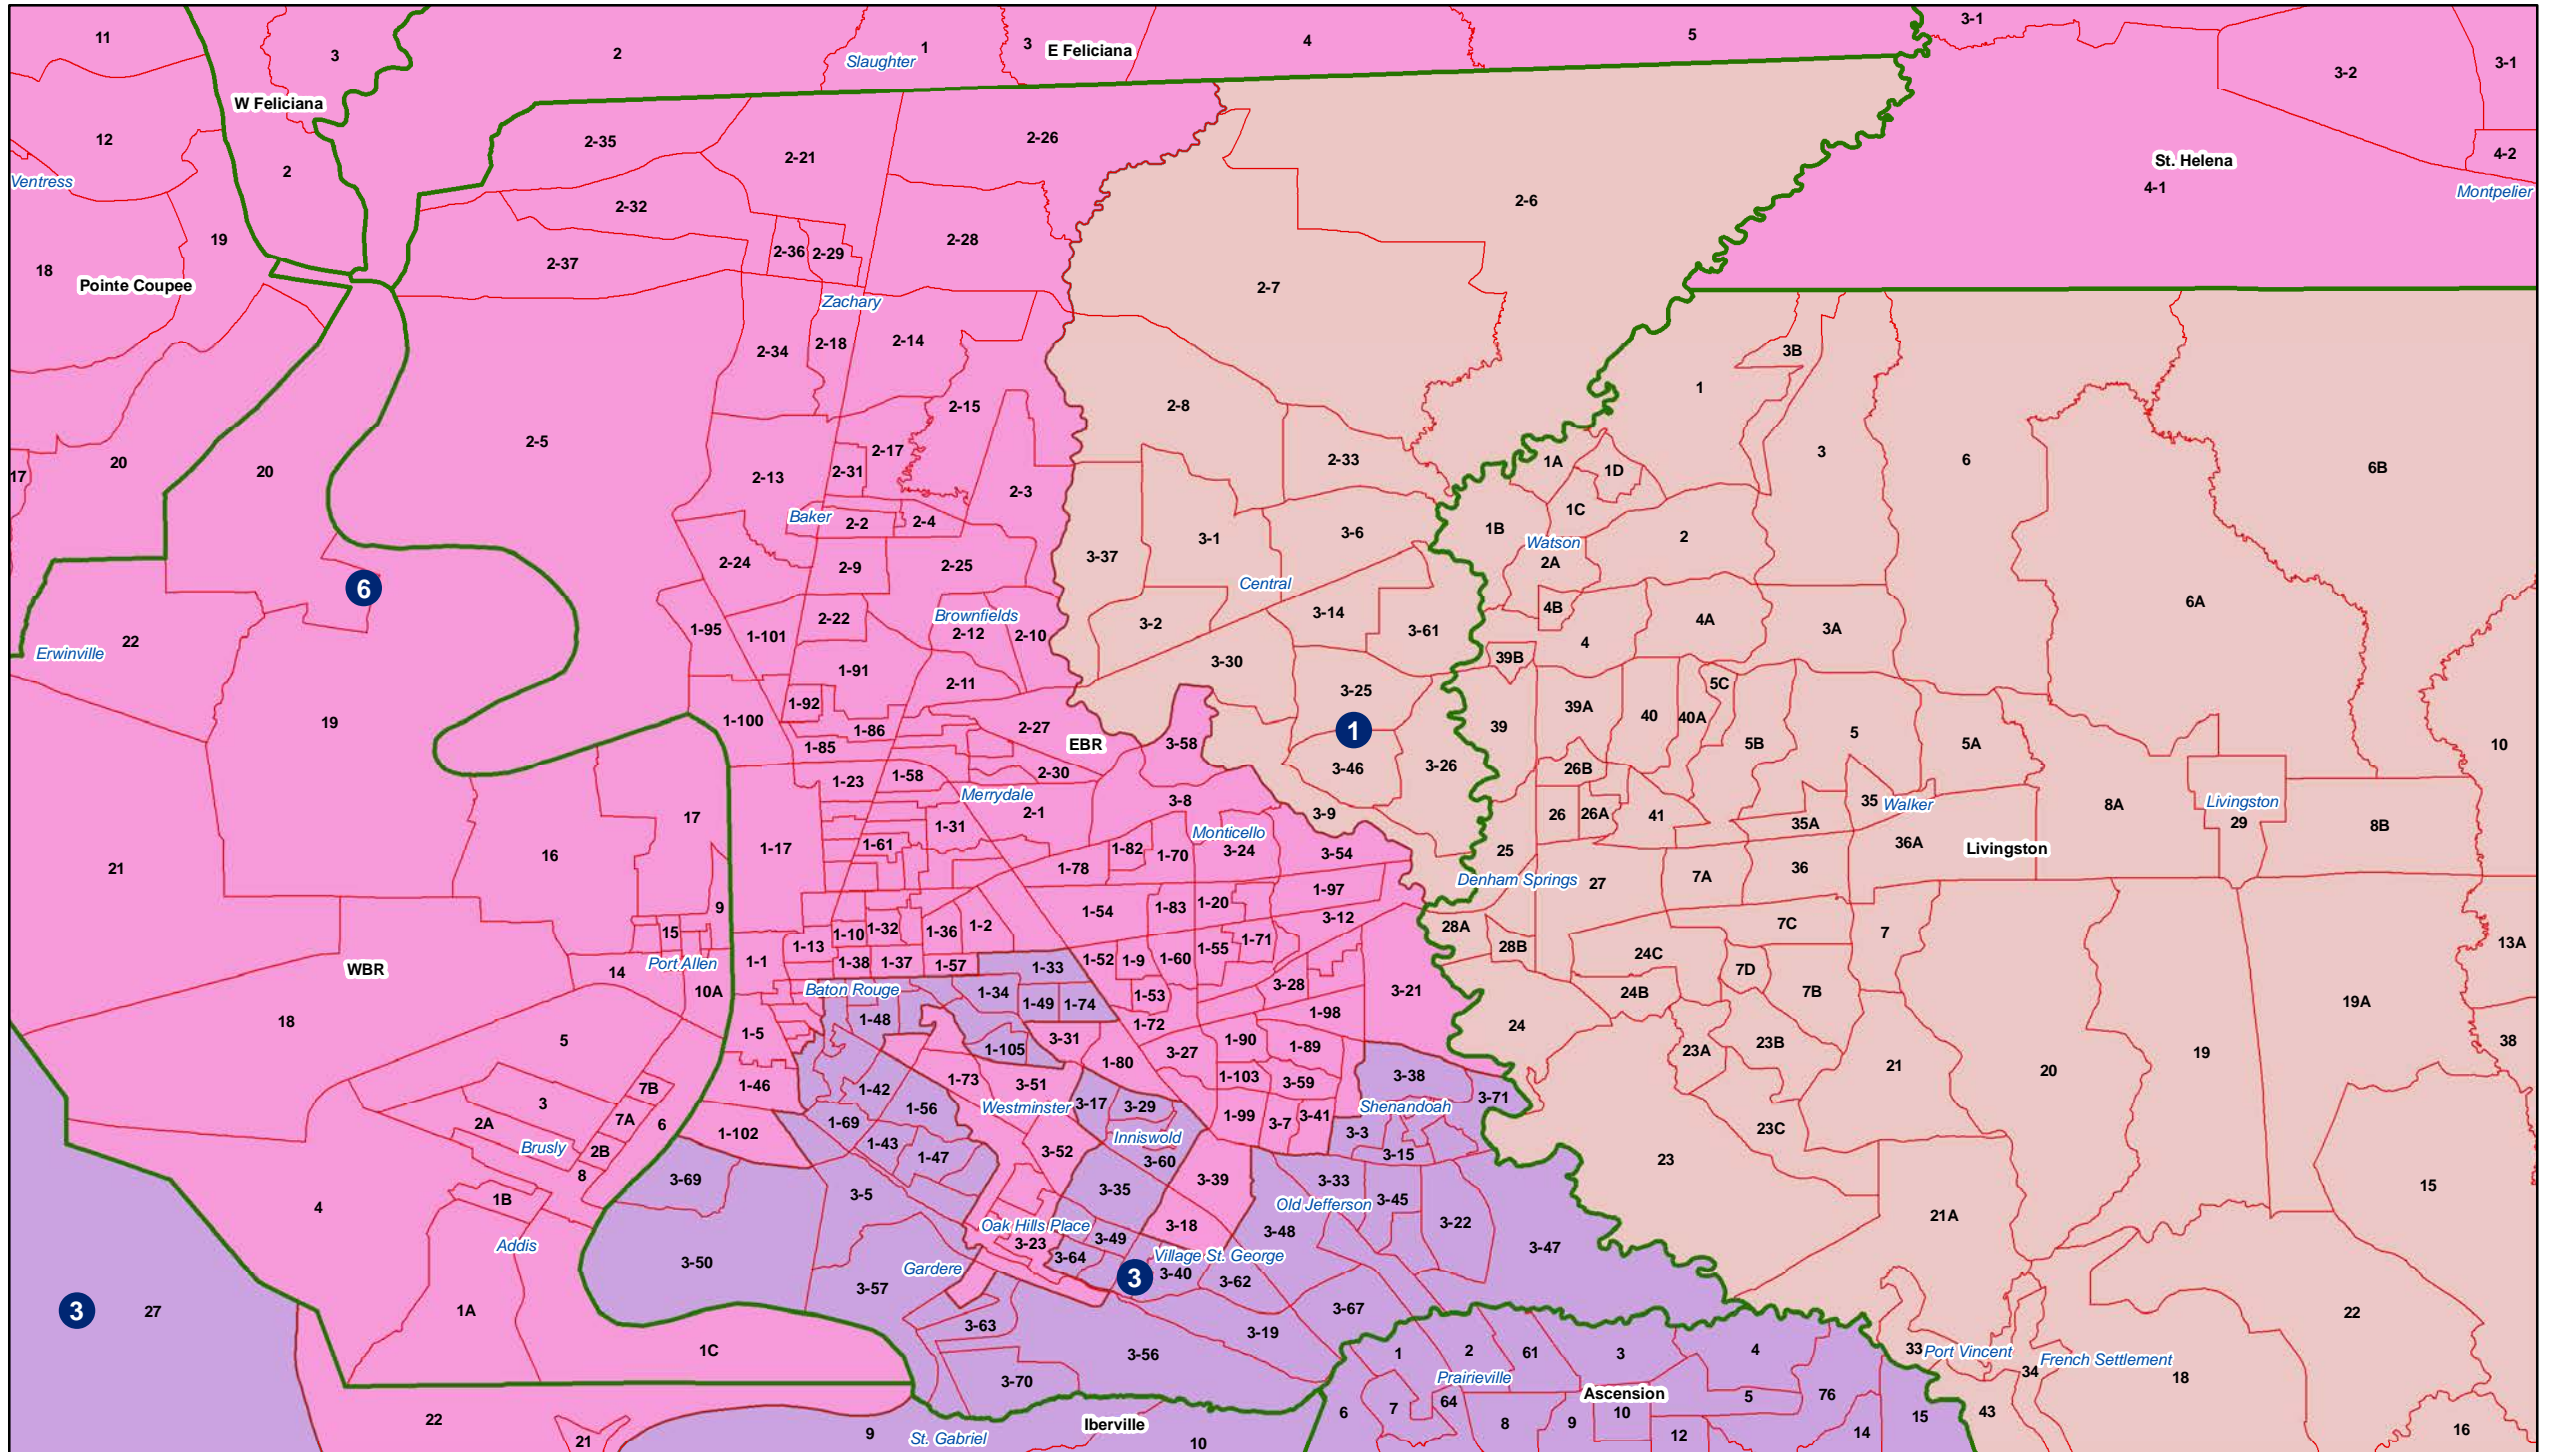 11
3
2
Slaughter
1
3
E Feliciana
4
5
3-1
3-2
3-1
W Feliciana
12
2
2-35
2-21
2-26
4-2
St. Helena
4-1
Montpelier
Ventress
2-32
2-6
19
2-36
2-29
2-28
18
2-37
Pointe Coupee
2-7
Zachary
2-34
2-18
2-14
3B
1
2-15
2-8
2-5
2-17
2-33
3
6
6B
17
20
20
2-13
2-31
1A
1D
2-3
Baker
2-2
2-4
1C
1B
3-1
3-6
2
Watson
2-24
2-9
2-25
3-37
2A
6
Central
6A
4B
3-14
Brownfields
2-22
2-12
2-10
3-2
3-61
4A
3A
1-95
1-101
22
Erwinville
4
3-30
39B
1-91
2-11
3-25
5C
1-92
39A
40
40A
19
1-100
1-86
2-27
39
5
1
EBR
3-58
1-85
5B
5A
10
2-30
3-46
3-26
26B
1-23
1-58
Merrydale
3-8
35
Walker
8A
Livingston
2-1
3-9
26
26A
41
17
1-31
Monticello
35A
29
8B
1-17
1-61
1-82
1-70
3-24
3-54
25
36A
Livingston
16
21
1-78
36
7A
Denham Springs
27
1-97
9
1-54
1-83
1-20
3-12
28A
7C
15
1-10
1-32
1-36
1-2
1-13
1-55
1-71
28B
7
13A
1-1
1-38
1-37
1-57
1-33
1-52
1-9
1-60
24C
Port Allen
WBR
14
7D
Baton Rouge
10A
1-34
1-49
1-74
1-53
3-28
3-21
24B
7B
19A
18
1-48
1-98
1-5
1-72
24
5
3-31
1-90
1-89
23B
38
1-105
3-27
23A
19
1-80
21
20
1-73
3-51
1-103
3-59
3-38
7B
1-46
1-42
3
Westminster
3-17
3-29
Shenandoah
3-71
7A
1-56
1-99
3-7
3-41
2A
6
1-69
23C
1-102
3-3
Inniswold
Brusly
2B
1-43
3-52
3-15
1-47
3-60
23
8
3-69
3-35
3-39
3-33
15
1B
3-5
3-45
4
Old Jefferson
21A
3-18
3-22
Oak Hills Place
3-48
Addis
3-23
3-49
3-47
3-64
Village St. George
3-50
Gardere
3
3-40
3-62
3-57
3
27
1A
3-67
22
3-63
3-19
1C
3-56
1
2
61
3
4
33
Port Vincent
French Settlement
34
Prairieville
3-70
18
Ascension
5
76
64
7
6
10
43
22
9
15
Iberville
8
9
16
21
9
St. Gabriel
10
12
14